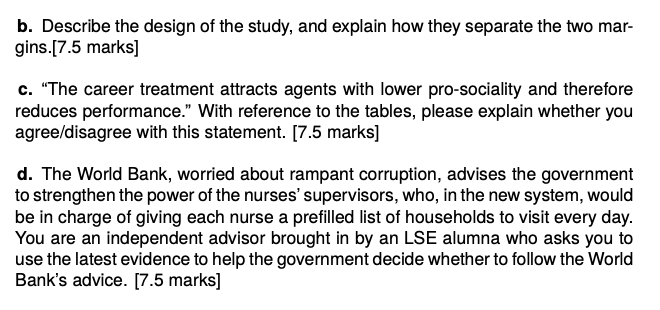 b. Describe the design of the study, and explain how they separate the two mar-
gins.[7.5 marks]
c. “The career treatment attracts agents with lower pro-sociality and therefore
reduces performance.” With reference to the tables, please explain whether you
agree/disagree with this statement. [7.5 marks]
d. The World Bank, worried about rampant corruption, advises the government
to strengthen the power of the nurses’ supervisors, who, in the new system, would
be in charge of giving each nurse a prefilled list of households to visit every day.
You are an independent advisor brought in by an LSE alumna who asks you to
use the latest evidence to help the government decide whether to follow the World
Bank’s advice. [7.5 marks]